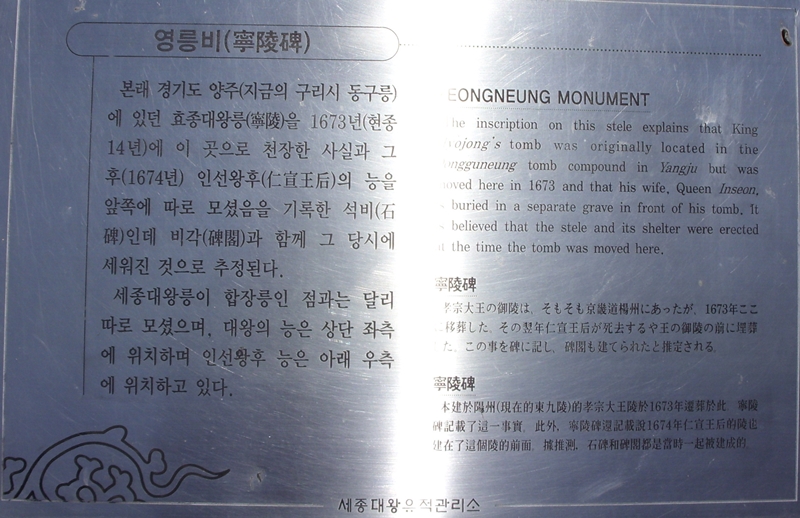 영릉비(寧陵碑)
본래 경기도 양주(지금의 구리시 동구릉)
에 있던 효종대왕릉(寧陵)을 1673년(현종
14년)에 이 곳으로 천장한 사실과 그
후(1674년) 인선왕후(仁宣王后)의 능을
앞쪽에 따로 모셨음을 기록한 석비(石
碑)인데 비각(碑閣)과 함께 그 당시에
세워진 것으로 추정된다.
세종대왕릉이 합장릉인 점과는 달리
따로 모셨으며, 대왕의 능은 상단 좌측
에 위치하며 인선왕후 능은 아래 우측
에 위치하고 있다.
EONGNEUNG MONUMENT
he inscription on this stele explains that King
yojong's tomb was originally located in the
ngguneung tomb compound in Yangju but was
oved here in 1673 and that his wife, Queen Inseon,
s buried in a separate grave in front of his tomb. It
s believed that the stele and its shelter were erected
t the time the tomb was moved here.
寧陵碑
孝宗大王の御陵は、そもそも京畿道楊州にあったが、1673年ここ
に移葬した。その翌年仁宣王后が死去するや王の御陵の前に埋葬
した。この事を碑に記し、碑閣も建てられたと推定される。
寧陵碑
本建於陽州(現在的東九陵)的孝宗大王陵於1673年遷葬於此, 寧陵
碑記載了這一事實。此外, 寧陵碑還記載說1674年仁宣王后的陵也
建在了這個陵的前面。據推測, 石碑和碑閣都是當時一起被建成的。
세종대왕유적관리소